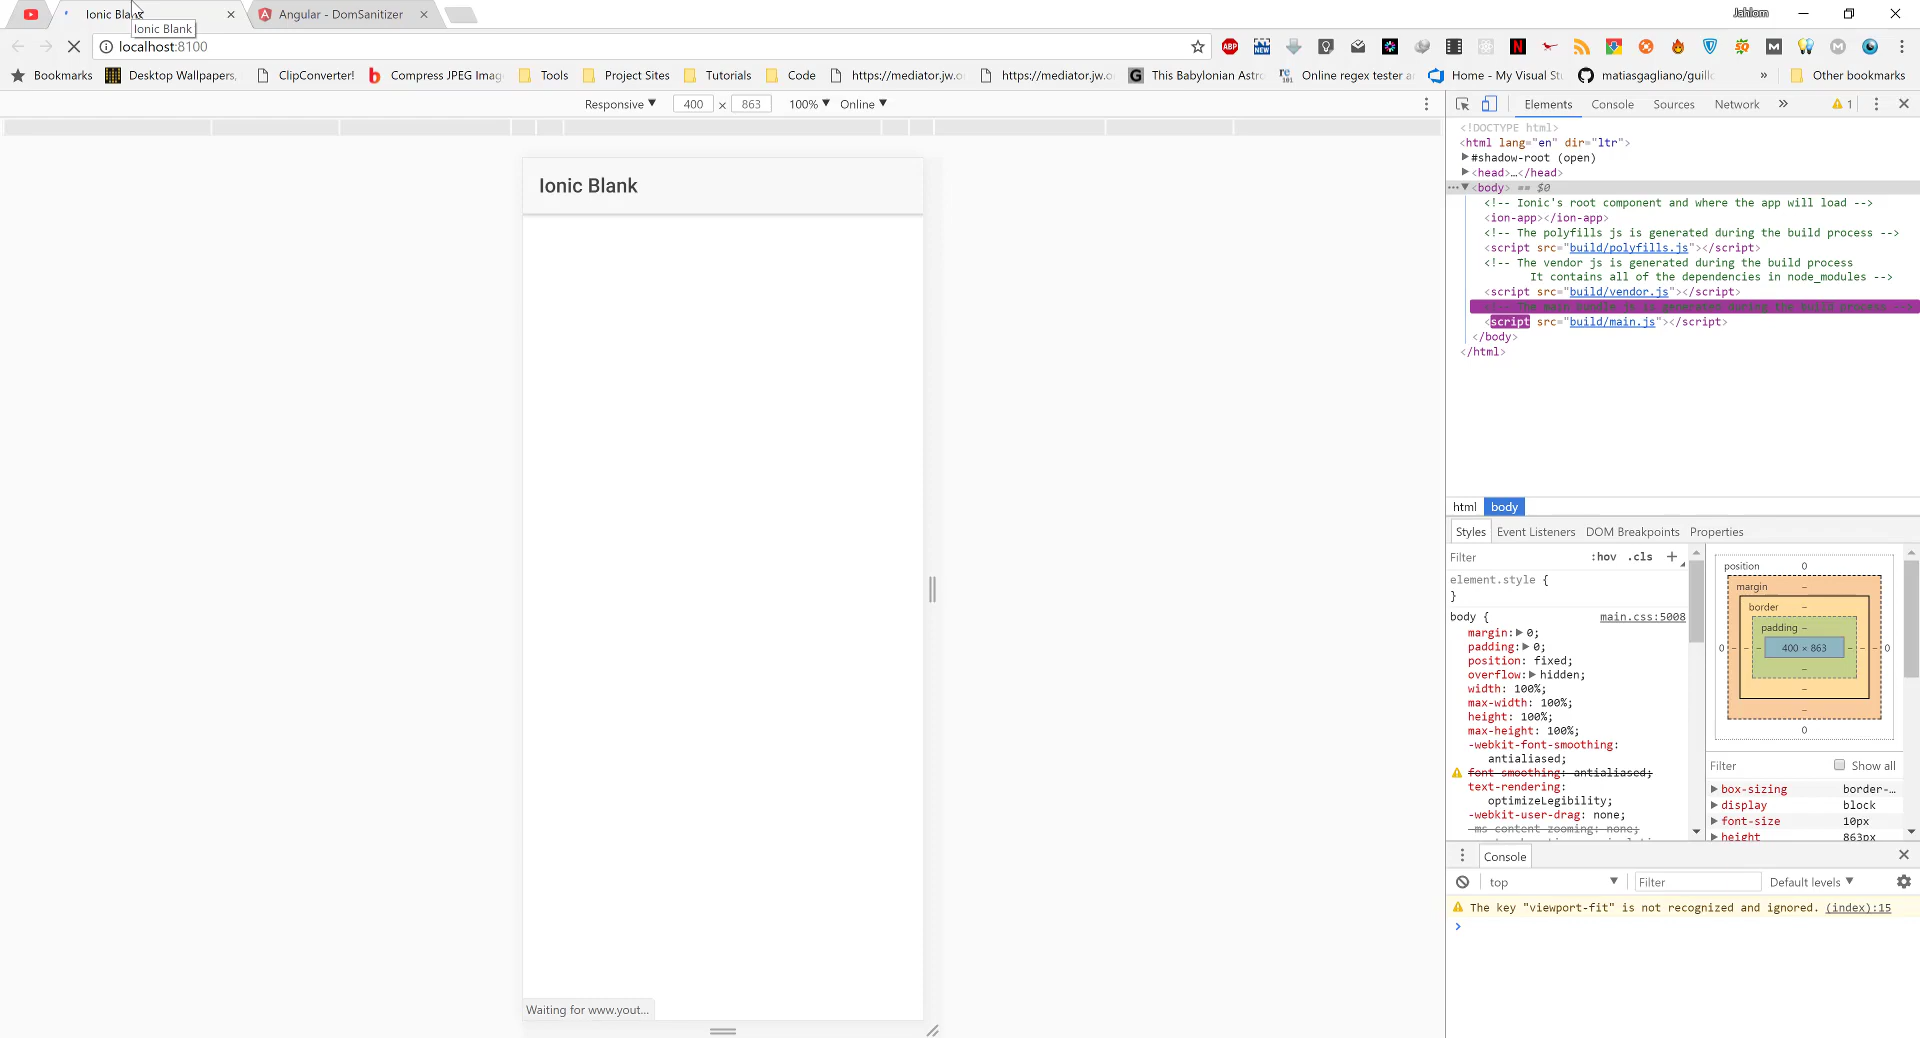 Ionic Blank
Angular - DomSanitizer
Jahlom
Ionic Blank
localhost:8100
Bookmarks
Desktop Wallpapers,
ClipConverter!
Compress JPEG Imag
Tools
Project Sites
Tutorials
Code
https://mediator.jw.o
https://mediator.jw.o
This Babylonian Astro
Online regex tester a
Home - My Visual Stu
matiasgagliano/guill
»
Other bookmarks
Responsive ▼ 400 x 863 100% ▼ Online ▼
Elements Console Sources Network » 1
Ionic Blank
Waiting for www.yout...
<!DOCTYPE html>
<html lang="en" dir="ltr">
#shadow-root (open)
<head>…</head>
<body> == $0
<!-- Ionic's root component and where the app will load -->
<ion-app></ion-app>
<!-- The polyfills js is generated during the build process -->
<script src="build/polyfills.js"></script>
<!-- The vendor js is generated during the build process
It contains all of the dependencies in node_modules -->
<script src="build/vendor.js"></script>
<!-- The main bundle js is generated during the build process -->
<script src="build/main.js"></script>
</body>
</html>
html body
Styles Event Listeners DOM Breakpoints Properties
Filter :hov .cls +
element.style {
}
body { main.css:5008
margin: 0;
padding: 0;
position: fixed;
overflow: hidden;
width: 100%;
max-width: 100%;
height: 100%;
max-height: 100%;
-webkit-font-smoothing:
antialiased;
font-smoothing: antialiased;
text-rendering:
optimizeLegibility;
-webkit-user-drag: none;
-ms-content-zooming: none;
position 0
margin –
border –
padding –
0 – – – 400 × 863 – – – 0
–
–
–
0
Filter Show all
box-sizing border-…
display block
font-size 10px
height 863px
Console
top ▼ Filter Default levels ▼
The key "viewport-fit" is not recognized and ignored. (index):15
>